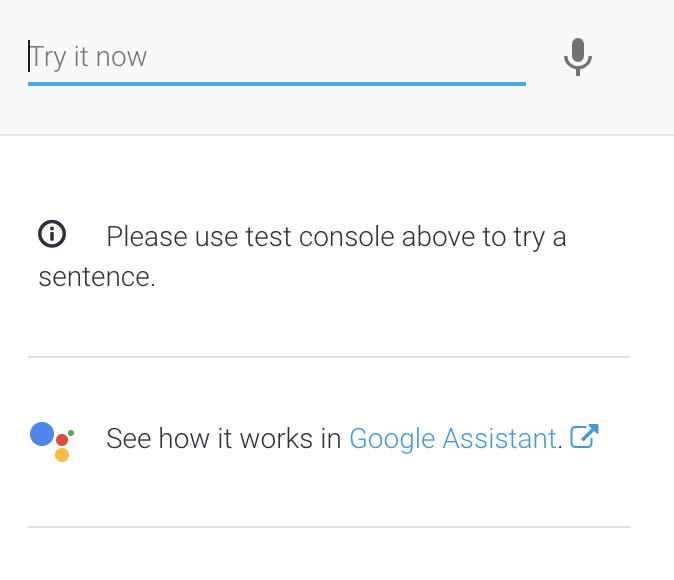 Try it now
Please use test console above to try a
sentence.
See how it works in Google Assistant.